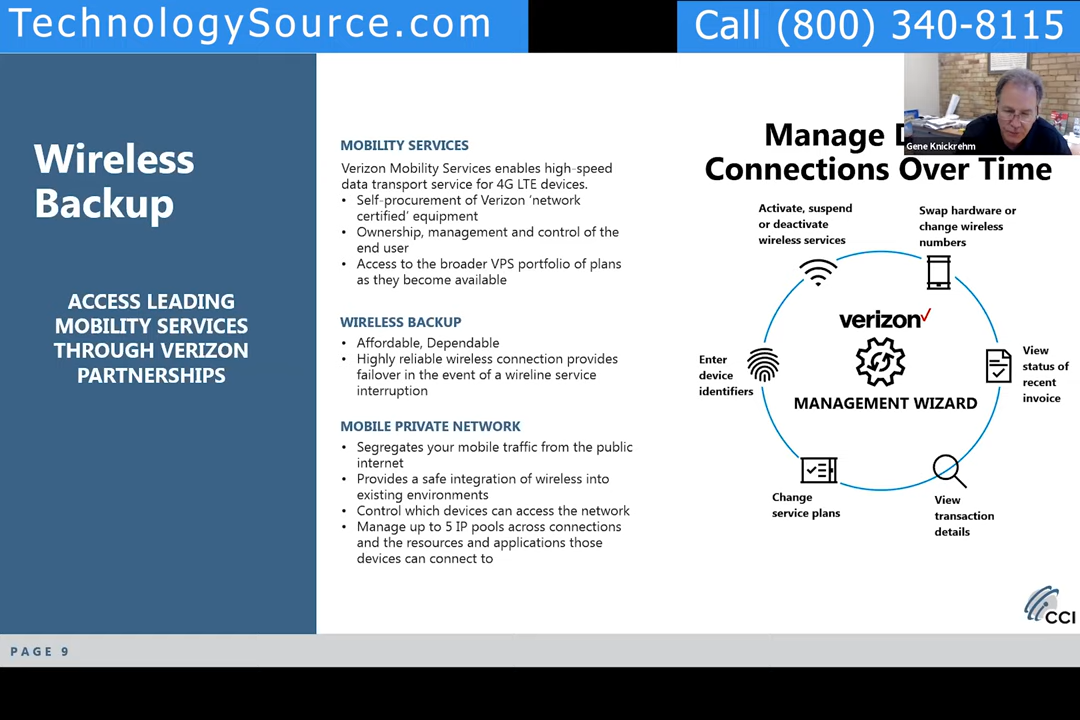 TechnologySource.com
Call (800) 340-8115
Wireless
Backup
ACCESS LEADING
MOBILITY SERVICES
THROUGH VERIZON
PARTNERSHIPS
MOBILITY SERVICES
Verizon Mobility Services enables high-speed
data transport service for 4G LTE devices.
• Self-procurement of Verizon ‘network
certified’ equipment
• Ownership, management and control of the
end user
• Access to the broader VPS portfolio of plans
as they become available
WIRELESS BACKUP
• Affordable, Dependable
• Highly reliable wireless connection provides
failover in the event of a wireline service
interruption
MOBILE PRIVATE NETWORK
• Segregates your mobile traffic from the public
internet
• Provides a safe integration of wireless into
existing environments
• Control which devices can access the network
• Manage up to 5 IP pools across connections
and the resources and applications those
devices can connect to
Manage
Connections Over Time
Gene Knickrehm
Activate, suspend
or deactivate
wireless services
Swap hardware or
change wireless
numbers
verizon✓
MANAGEMENT WIZARD
Enter
device
identifiers
View
status of
recent
invoice
Change
service plans
View
transaction
details
CCI
PAGE 9